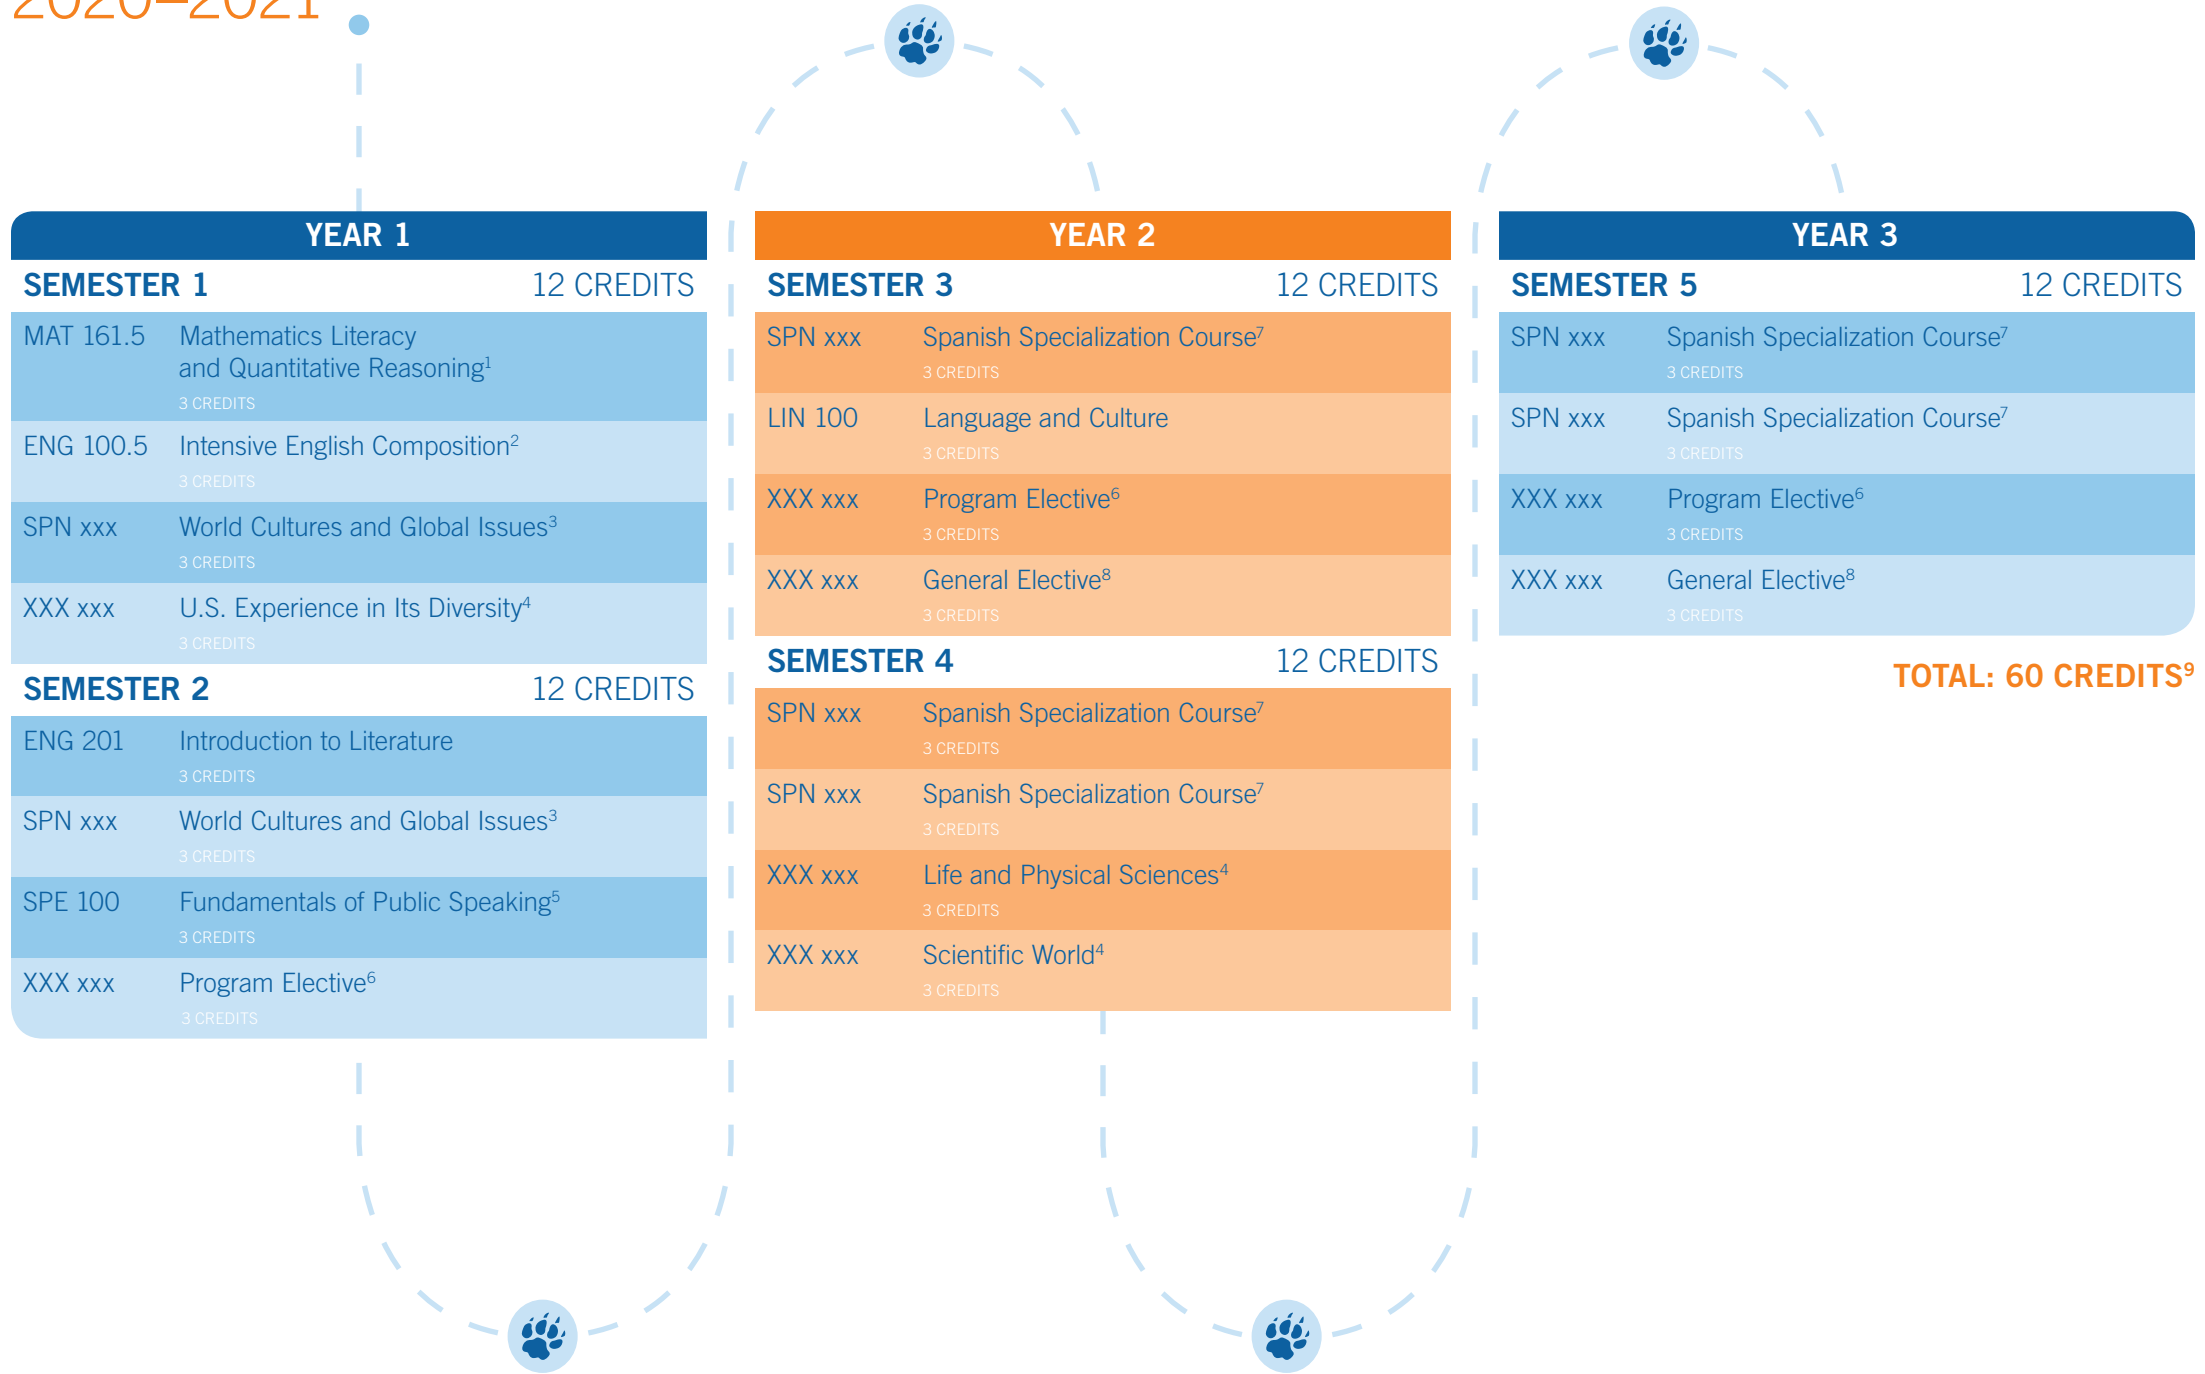 2020–2021
YEAR 1
SEMESTER 1 12 CREDITS
MAT 161.5 Mathematics Literacy
and Quantitative Reasoning¹
3 CREDITS
ENG 100.5 Intensive English Composition²
3 CREDITS
SPN xxx World Cultures and Global Issues³
3 CREDITS
XXX xxx U.S. Experience in Its Diversity⁴
3 CREDITS
SEMESTER 2 12 CREDITS
ENG 201 Introduction to Literature
3 CREDITS
SPN xxx World Cultures and Global Issues³
3 CREDITS
SPE 100 Fundamentals of Public Speaking⁵
3 CREDITS
XXX xxx Program Elective⁶
3 CREDITS
YEAR 2
SEMESTER 3 12 CREDITS
SPN xxx Spanish Specialization Course⁷
3 CREDITS
LIN 100 Language and Culture
3 CREDITS
XXX xxx Program Elective⁶
3 CREDITS
XXX xxx General Elective⁸
3 CREDITS
SEMESTER 4 12 CREDITS
SPN xxx Spanish Specialization Course⁷
3 CREDITS
SPN xxx Spanish Specialization Course⁷
3 CREDITS
XXX xxx Life and Physical Sciences⁴
3 CREDITS
XXX xxx Scientific World⁴
3 CREDITS
YEAR 3
SEMESTER 5 12 CREDITS
SPN xxx Spanish Specialization Course⁷
3 CREDITS
SPN xxx Spanish Specialization Course⁷
3 CREDITS
XXX xxx Program Elective⁶
3 CREDITS
XXX xxx General Elective⁸
3 CREDITS
TOTAL: 60 CREDITS⁹